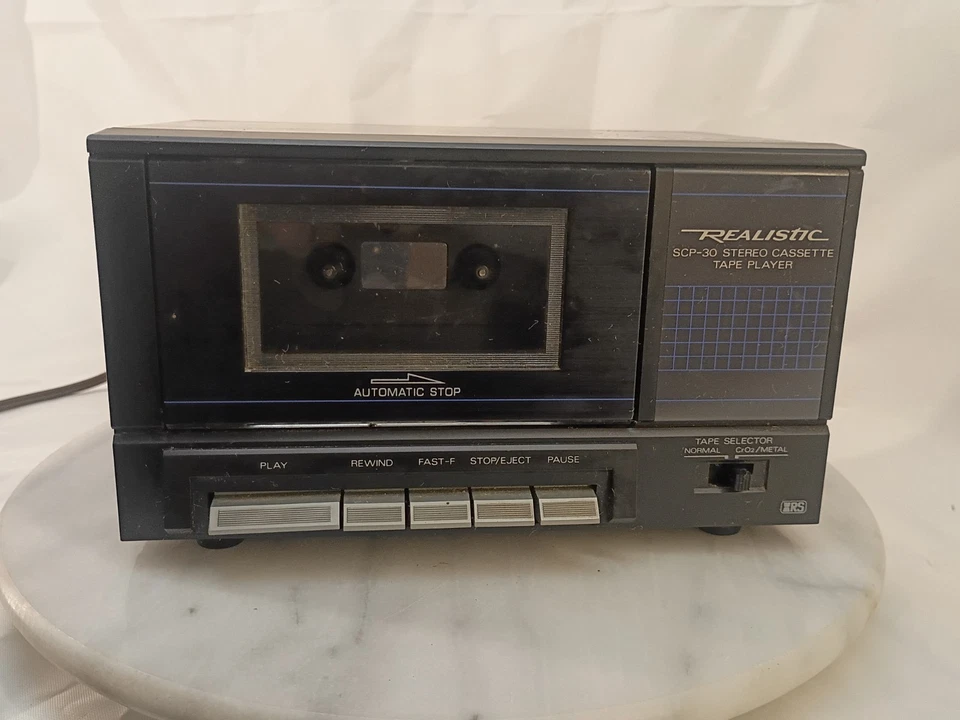 REALISTIC
SCP-30 STEREO CASSETTE
TAPE PLAYER
AUTOMATIC STOP
PLAY REWIND FAST-F STOP/EJECT PAUSE
TAPE SELECTOR
NORMAL CrO₂/METAL
RS